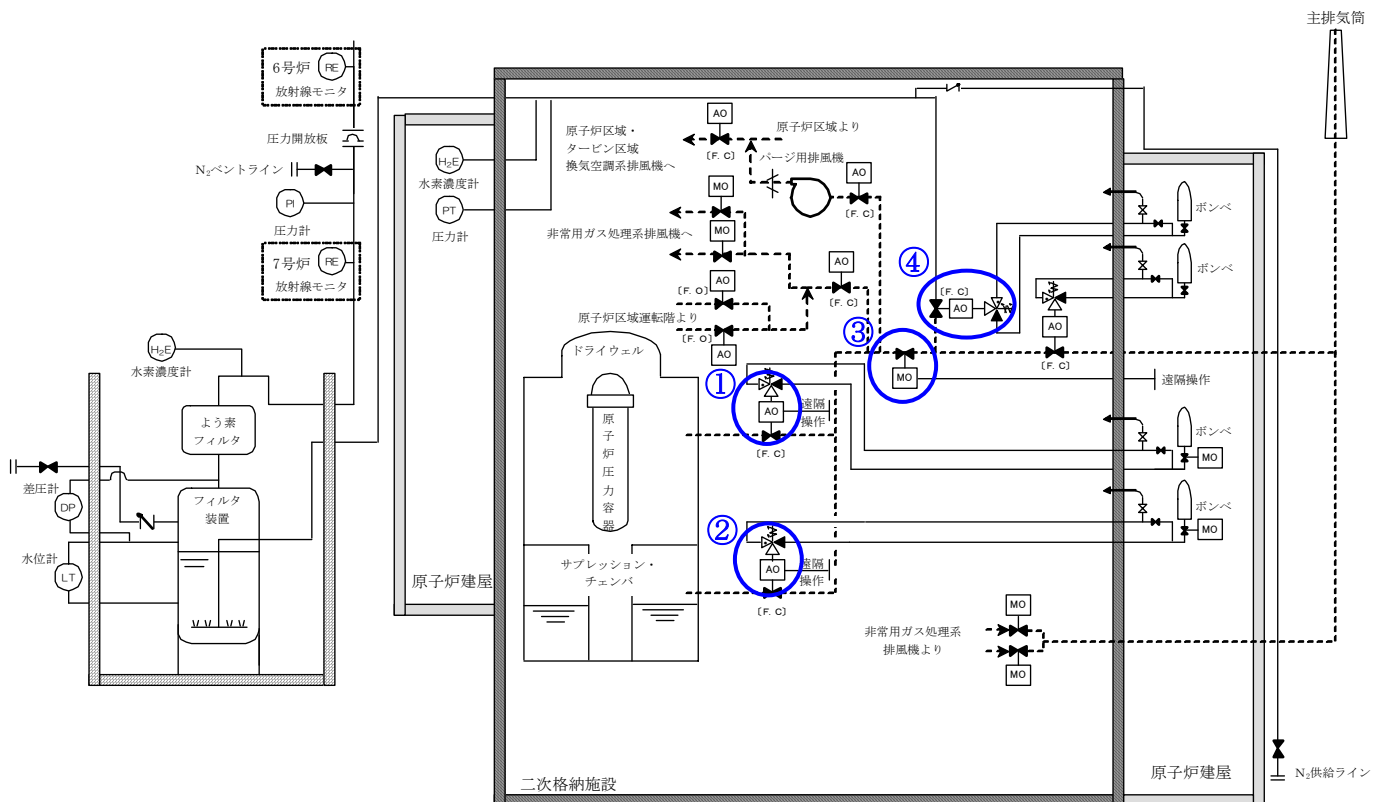 主排気筒
6号炉
RE
放射線モニタ
圧力開放板
N₂ベントライン
PI
圧力計
7号炉
RE
放射線モニタ
H₂E
水素濃度計
よう素
フィルタ
フィルタ
装置
差圧計
DP
水位計
LT
原子炉建屋
H₂E
水素濃度計
PT
圧力計
原子炉区域・
タービン区域
換気空調系排風機へ
AO
(F. C)
原子炉区域より
パージ用排風機
AO
(F. C)
MO
非常用ガス処理系排風機へ
MO
AO
(F. O)
原子炉区域運転階より
(F. O)
AO
AO
(F. C)
④
(F. C)
AO
AO
(F. C)
③
MO
遠隔操作
ドライウェル
原子炉圧力容器
①
AO
遠隔
操作
(F. C)
②
AO
遠隔
操作
(F. C)
サプレッション・
チェンバ
ボンベ
ボンベ
ボンベ
MO
ボンベ
MO
MO
非常用ガス処理系
排風機より
MO
二次格納施設
原子炉建屋
N₂供給ライン